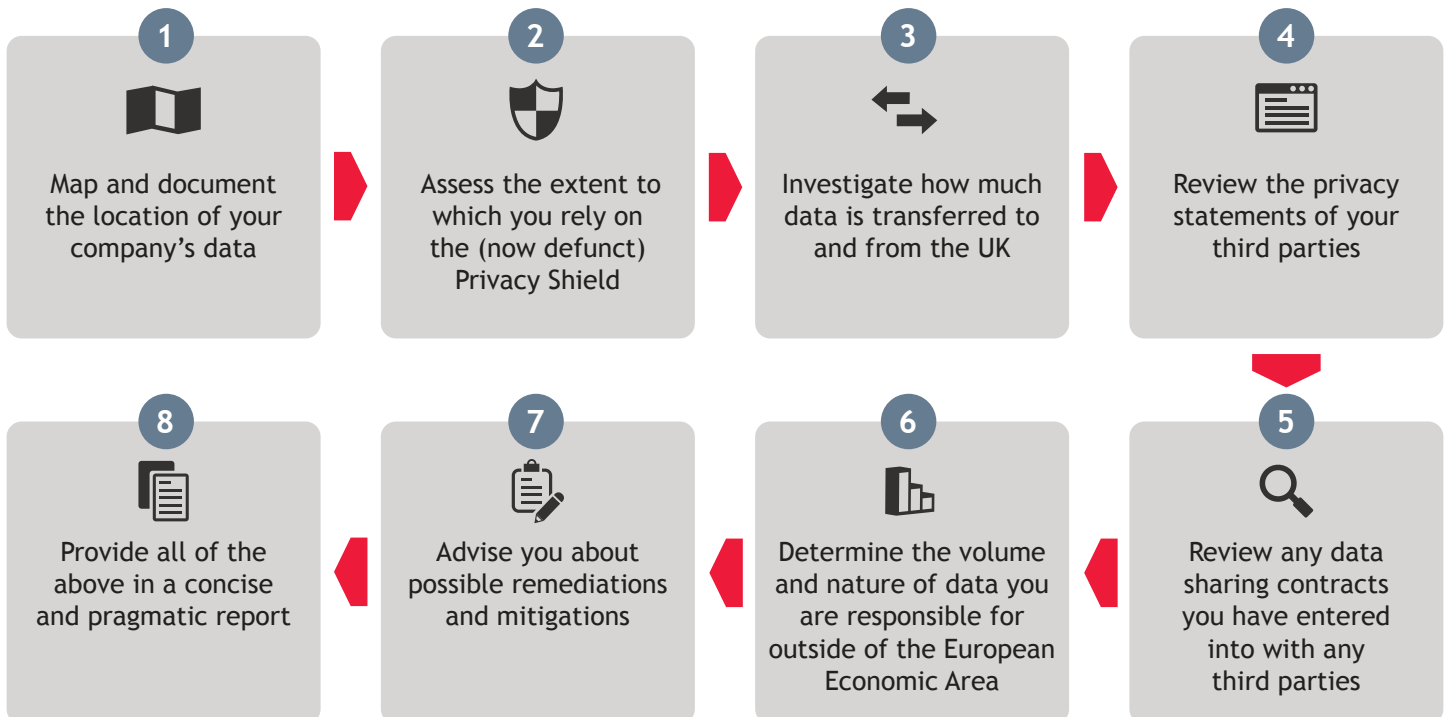 1
Map and document
the location of your
company’s data
2
Assess the extent to
which you rely on
the (now defunct)
Privacy Shield
3
Investigate how much
data is transferred to
and from the UK
4
Review the privacy
statements of your
third parties
5
Review any data
sharing contracts
you have entered
into with any
third parties
6
Determine the volume
and nature of data you
are responsible for
outside of the European
Economic Area
7
Advise you about
possible remediations
and mitigations
8
Provide all of the
above in a concise
and pragmatic report